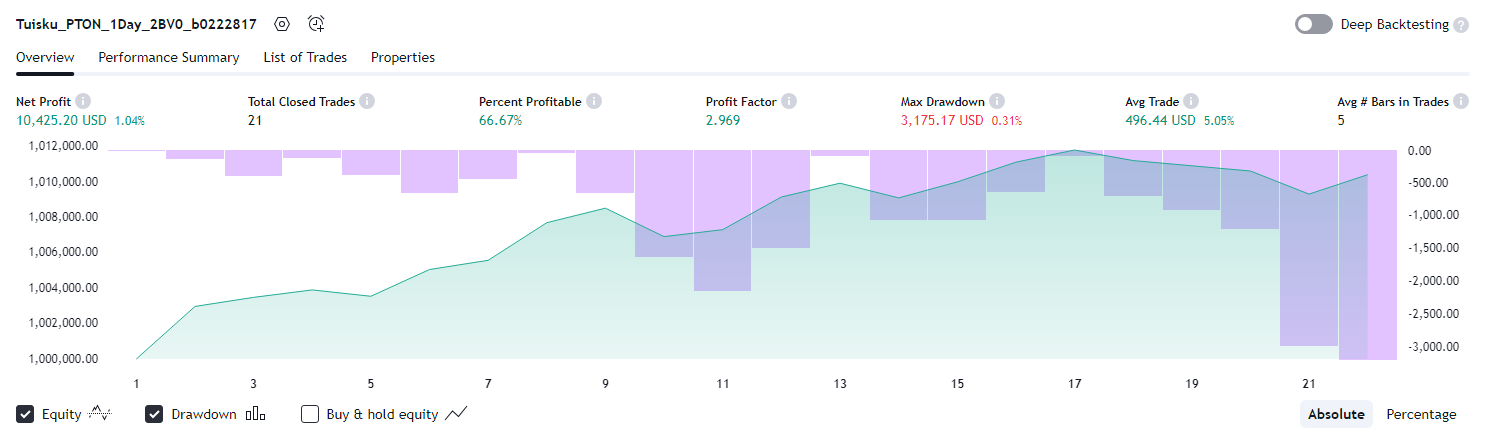 Tuisku_PTON_1Day_2BV0_b0222817 Deep Backtesting ?
Overview Performance Summary List of Trades Properties
Net Profit i Total Closed Trades i Percent Profitable i Profit Factor i Max Drawdown i Avg Trade i Avg # Bars in Trades i
10,425.20 USD 1.04% 21 66.67% 2.969 3,175.17 USD 0.31% 496.44 USD 5.05% 5
1,012,000.00 0.00
1,010,000.00 -500.00
1,008,000.00 -1,000.00
1,006,000.00 -1,500.00
1,004,000.00 -2,000.00
1,002,000.00 -2,500.00
1,000,000.00 -3,000.00
1 3 5 7 9 11 13 15 17 19 21
Equity Drawdown Buy & hold equity Absolute Percentage